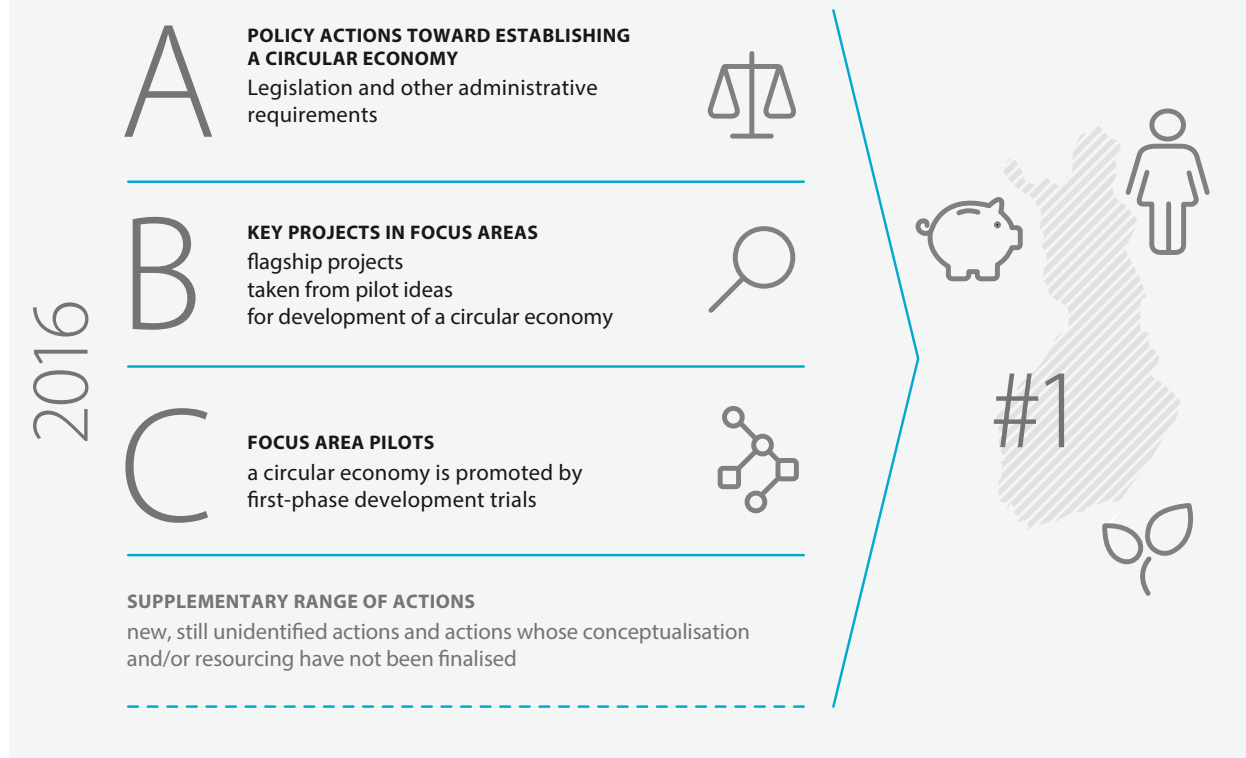 2016
A
POLICY ACTIONS TOWARD ESTABLISHING
A CIRCULAR ECONOMY
Legislation and other administrative
requirements
B
KEY PROJECTS IN FOCUS AREAS
flagship projects
taken from pilot ideas
for development of a circular economy
C
FOCUS AREA PILOTS
a circular economy is promoted by
first-phase development trials
SUPPLEMENTARY RANGE OF ACTIONS
new, still unidentified actions and actions whose conceptualisation
and/or resourcing have not been finalised
#1